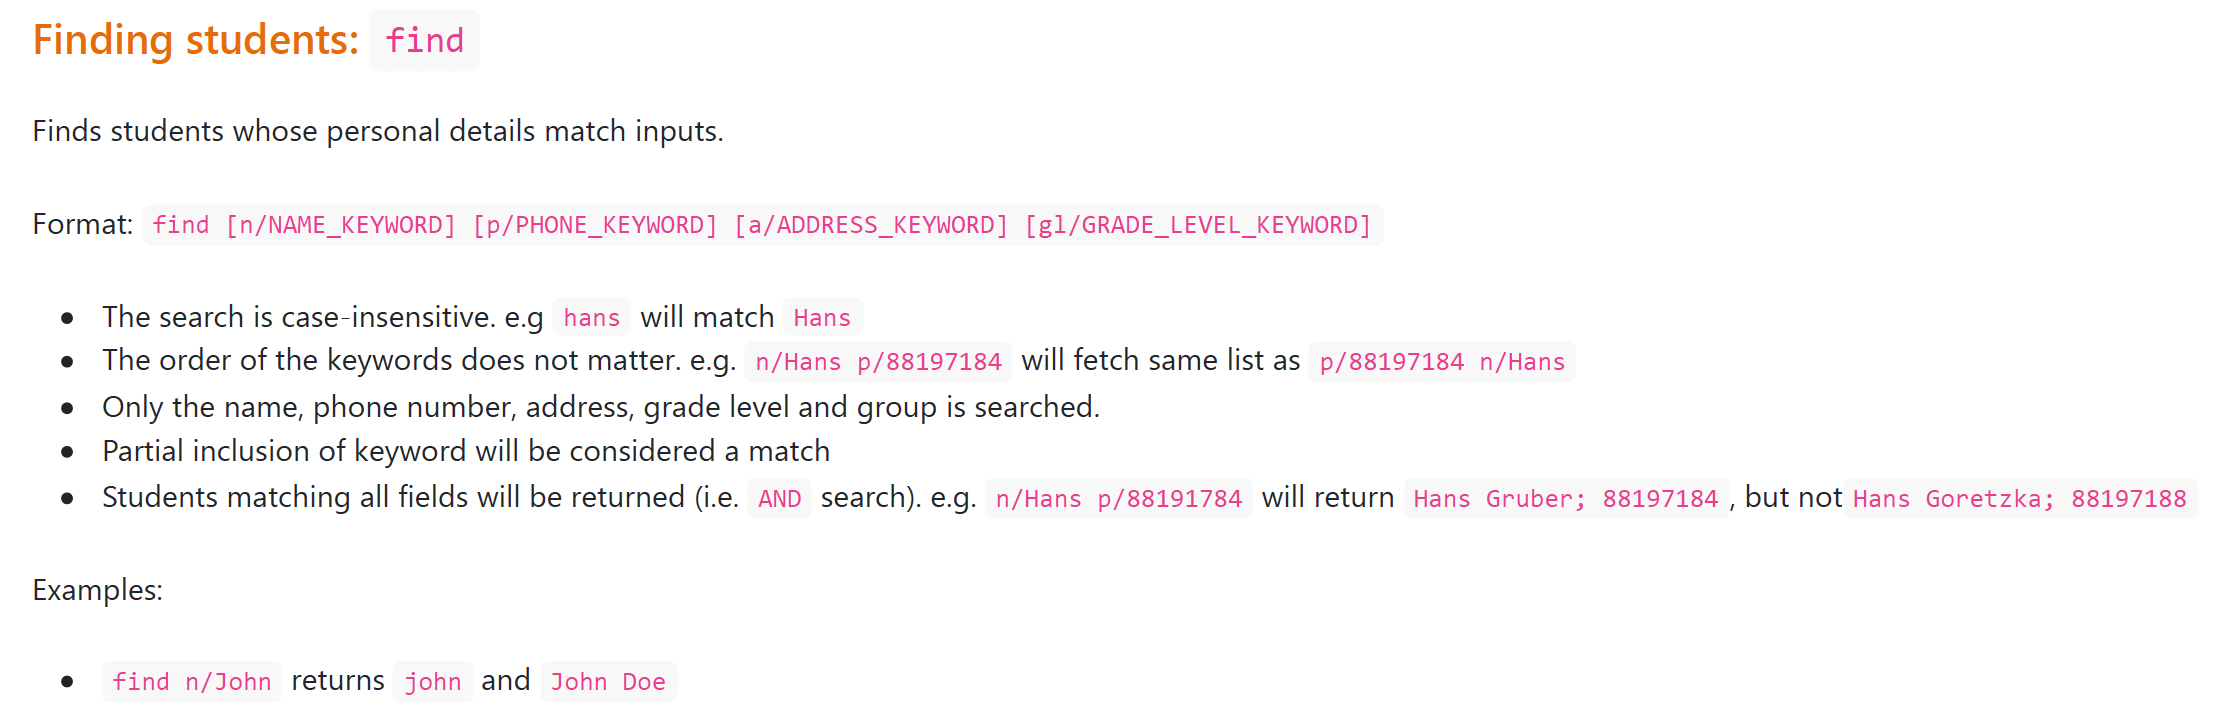 Finding students: find
Finds students whose personal details match inputs.
Format: find [n/NAME_KEYWORD] [p/PHONE_KEYWORD] [a/ADDRESS_KEYWORD] [gl/GRADE_LEVEL_KEYWORD]
• The search is case-insensitive. e.g hans will match Hans
• The order of the keywords does not matter. e.g. n/Hans p/88197184 will fetch same list as p/88197184 n/Hans
• Only the name, phone number, address, grade level and group is searched.
• Partial inclusion of keyword will be considered a match
• Students matching all fields will be returned (i.e. AND search). e.g. n/Hans p/88191784 will return Hans Gruber; 88197184 , but not Hans Goretzka; 88197188
Examples:
• find n/John returns john and John Doe